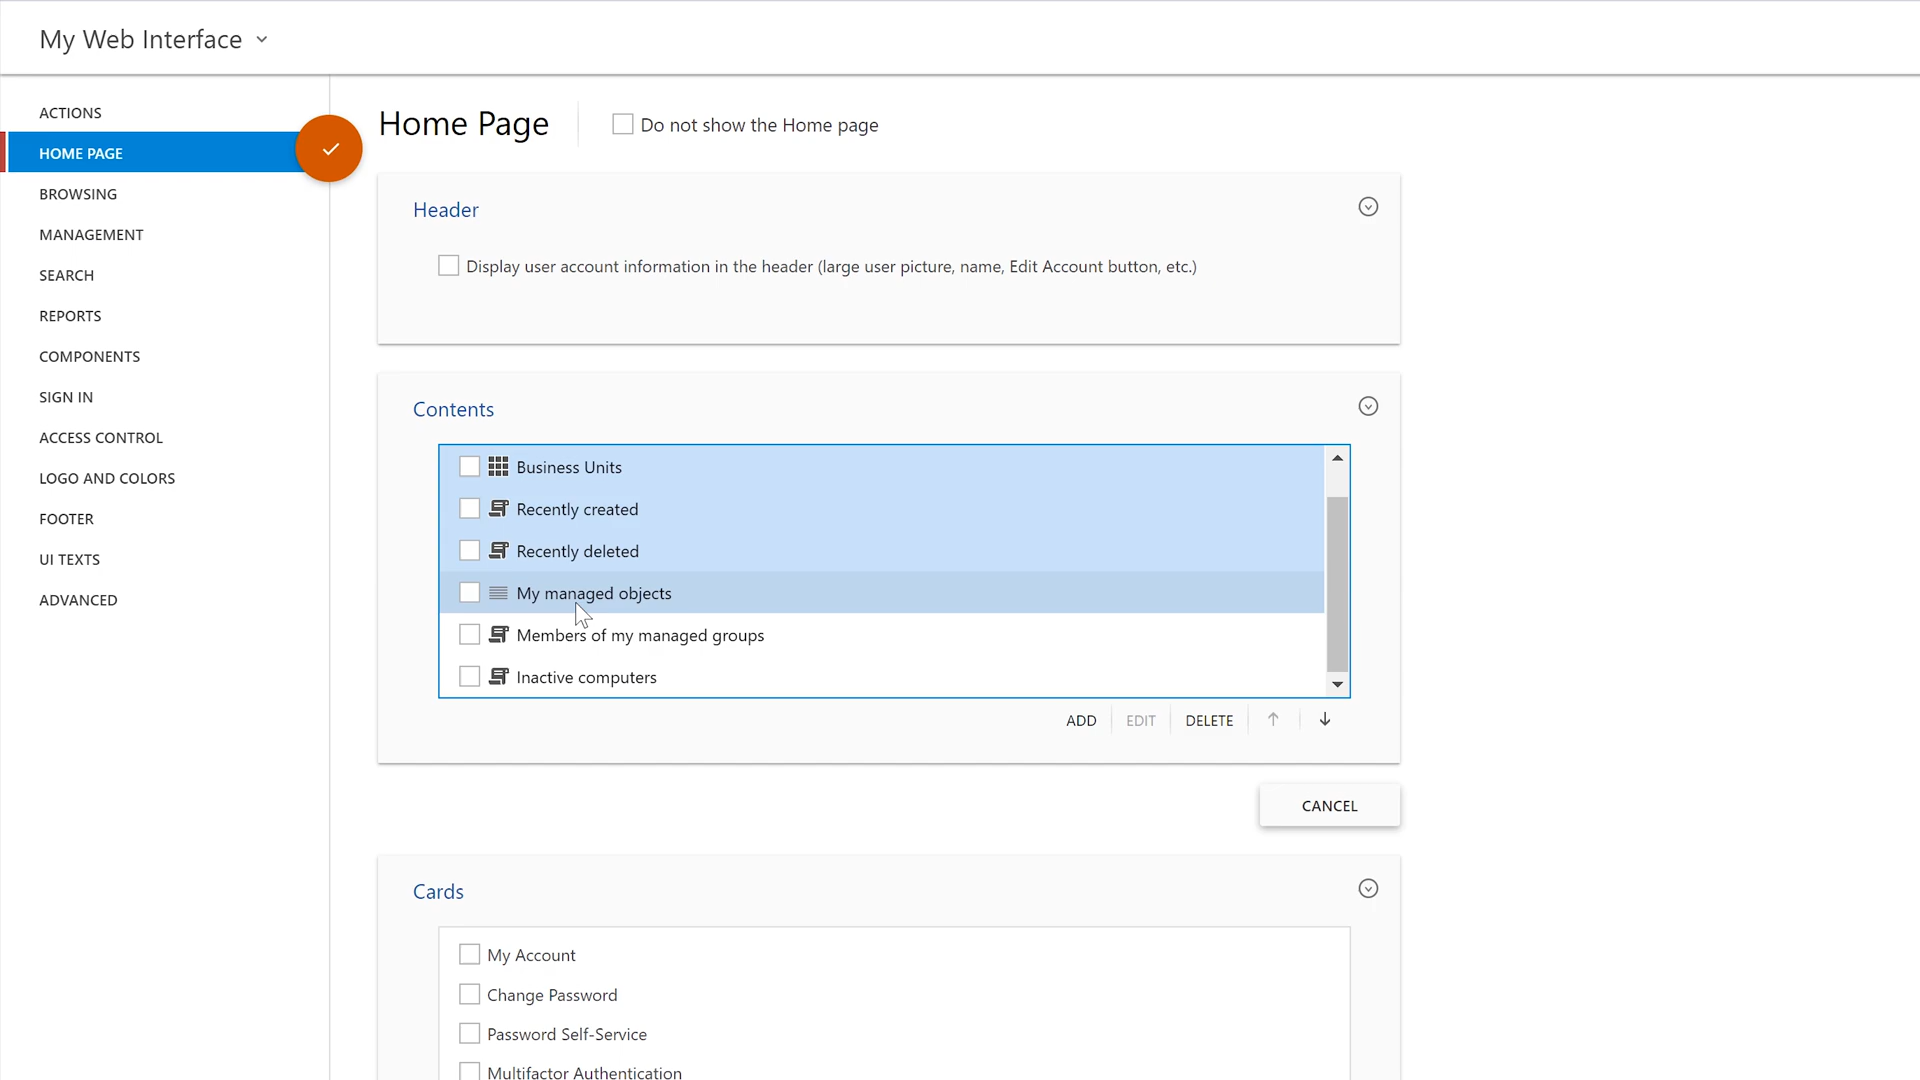 My Web Interface
ACTIONS
HOME PAGE
BROWSING
MANAGEMENT
SEARCH
REPORTS
COMPONENTS
SIGN IN
ACCESS CONTROL
LOGO AND COLORS
FOOTER
UI TEXTS
ADVANCED
Home Page
Do not show the Home page
Header
Display user account information in the header (large user picture, name, Edit Account button, etc.)
Contents
Business Units
Recently created
Recently deleted
My managed objects
Members of my managed groups
Inactive computers
ADD
EDIT
DELETE
CANCEL
Cards
My Account
Change Password
Password Self-Service
Multifactor Authentication